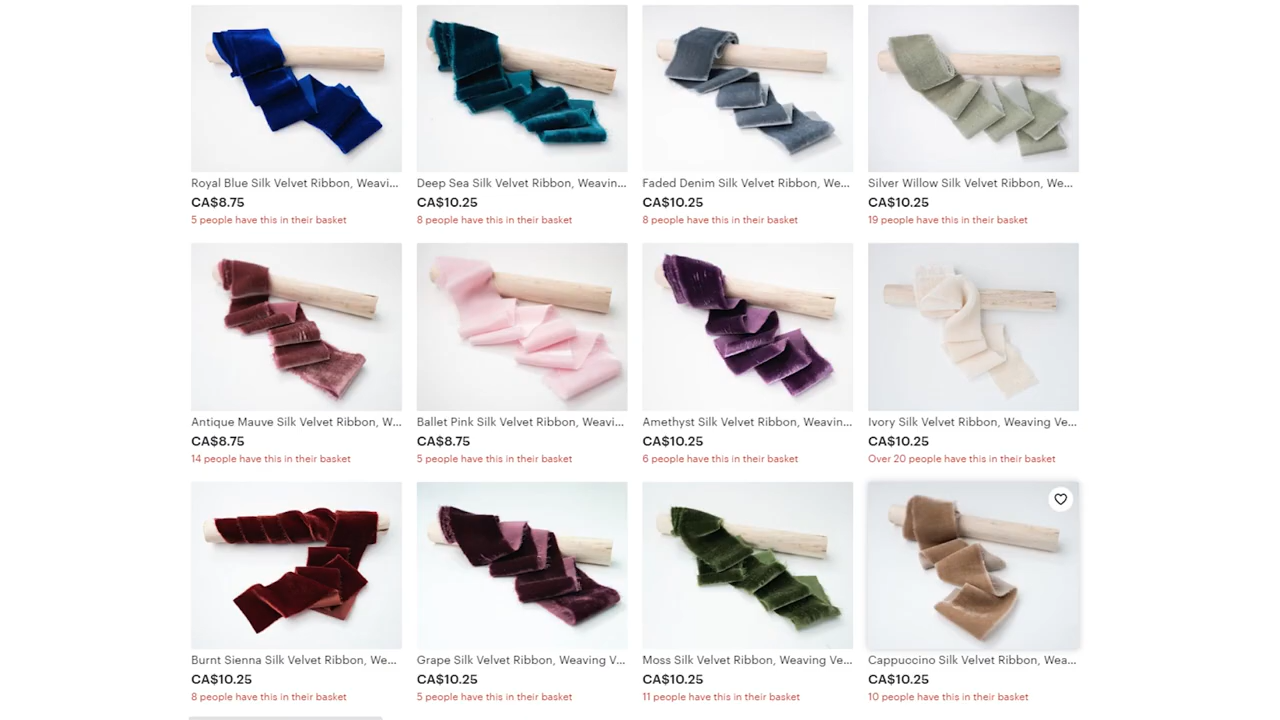 Royal Blue Silk Velvet Ribbon, Weavi...
CA$8.75
5 people have this in their basket
Deep Sea Silk Velvet Ribbon, Weavin...
CA$10.25
8 people have this in their basket
Faded Denim Silk Velvet Ribbon, We...
CA$10.25
8 people have this in their basket
Silver Willow Silk Velvet Ribbon, We...
CA$10.25
19 people have this in their basket
Antique Mauve Silk Velvet Ribbon, W...
CA$8.75
14 people have this in their basket
Ballet Pink Silk Velvet Ribbon, Weavi...
CA$8.75
5 people have this in their basket
Amethyst Silk Velvet Ribbon, Weavin...
CA$10.25
6 people have this in their basket
Ivory Silk Velvet Ribbon, Weaving Ve...
CA$10.25
Over 20 people have this in their basket
Burnt Sienna Silk Velvet Ribbon, We...
CA$10.25
8 people have this in their basket
Grape Silk Velvet Ribbon, Weaving V...
CA$10.25
5 people have this in their basket
Moss Silk Velvet Ribbon, Weaving Ve...
CA$10.25
11 people have this in their basket
Cappuccino Silk Velvet Ribbon, Wea...
CA$10.25
10 people have this in their basket